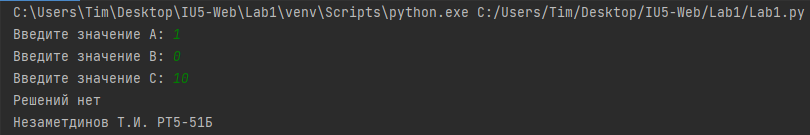 C:\Users\Tim\Desktop\IU5-Web\Lab1\venv\Scripts\python.exe C:/Users/Tim/Desktop/IU5-Web/Lab1/Lab1.py
Введите значение A: 1
Введите значение B: 0
Введите значение C: 10
Решений нет
Незаметдинов Т.И. РТ5-51Б